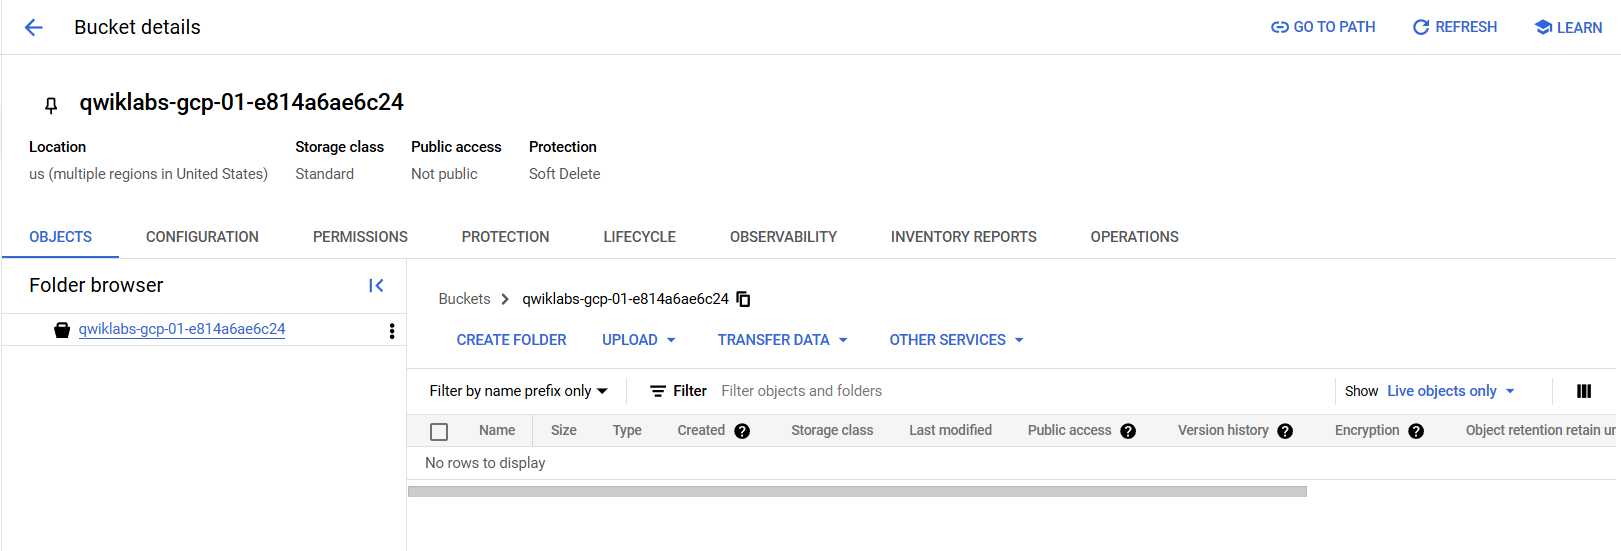 Bucket details
GO TO PATH
REFRESH
LEARN
qwiklabs-gcp-01-e814a6ae6c24
Location
Storage class
Public access
Protection
us (multiple regions in United States)
Standard
Not public
Soft Delete
OBJECTS
CONFIGURATION
PERMISSIONS
PROTECTION
LIFECYCLE
OBSERVABILITY
INVENTORY REPORTS
OPERATIONS
Folder browser
qwiklabs-gcp-01-e814a6ae6c24
Buckets
qwiklabs-gcp-01-e814a6ae6c24
CREATE FOLDER
UPLOAD
TRANSFER DATA
OTHER SERVICES
Filter by name prefix only
Filter
Filter objects and folders
Show
Live objects only
Name
Size
Type
Created
Storage class
Last modified
Public access
Version history
Encryption
Object retention retain ur
No rows to display